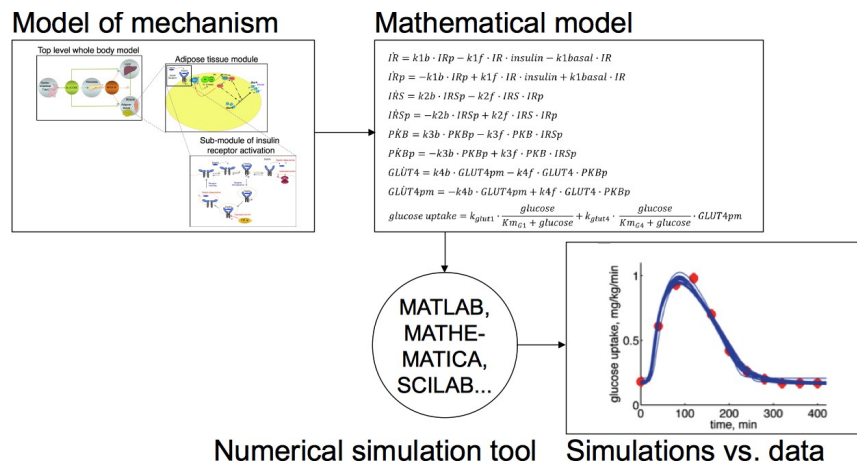 Model of mechanism
Mathematical model
Top level whole body model
Adipose tissue module
Sub-module of insulin
receptor activation
İR = k1b · IRp − k1f · IR · insulin − k1basal · IR
İRp = −k1b · IRp + k1f · IR · insulin + k1basal · IR
İRS = k2b · IRSp − k2f · IRS · IRp
İRSp = −k2b · IRSp + k2f · IRS · IRp
PK̇B = k3b · PKBp − k3f · PKB · IRSp
PK̇Bp = −k3b · PKBp + k3f · PKB · IRSp
GLU̇T4 = k4b · GLUT4pm − k4f · GLUT4 · PKBp
GLU̇T4pm = −k4b · GLUT4pm + k4f · GLUT4 · PKBp
glucose uptake = k_glut1 · glucose / (Km_G1 + glucose) + k_glut4 · glucose / (Km_G4 + glucose) · GLUT4pm
MATLAB,
MATHE-
MATICA,
SCILAB...
glucose uptake, mg/kg/min
1
0.5
0
0 100 200 300 400
time, min
Numerical simulation tool
Simulations vs. data